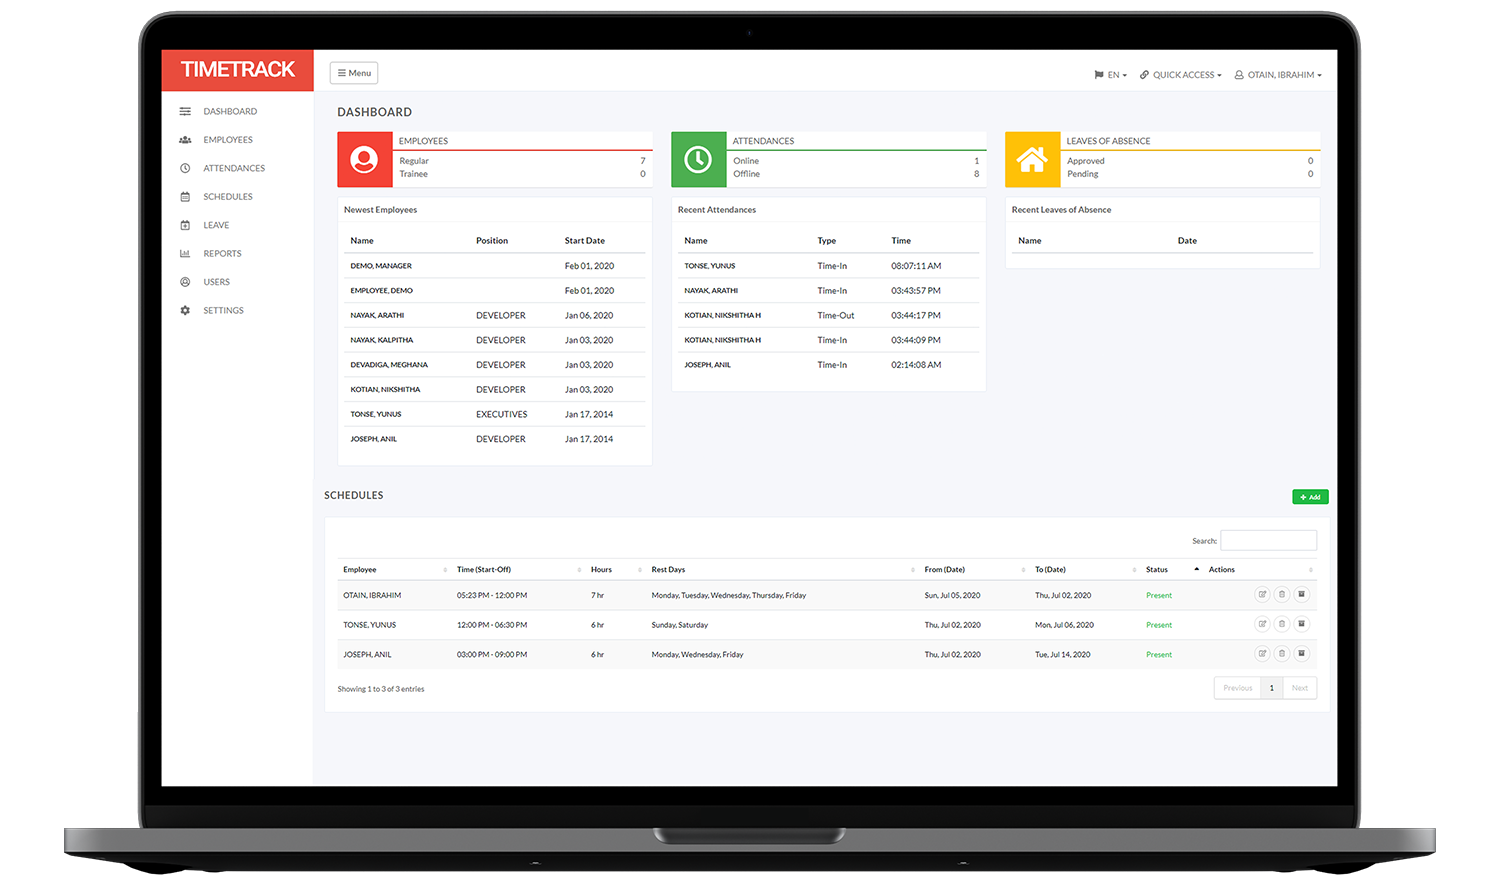 TIMETRACK
Menu
EN
QUICK ACCESS
OTAIN, IBRAHIM
DASHBOARD
EMPLOYEES
ATTENDANCES
SCHEDULES
LEAVE
REPORTS
USERS
SETTINGS
DASHBOARD
EMPLOYEES
Regular 7
Trainee 0
ATTENDANCES
Online 1
Offline 8
LEAVES OF ABSENCE
Approved 0
Pending 0
Newest Employees
Name Position Start Date
DEMO, MANAGER Feb 01, 2020
EMPLOYEE, DEMO Feb 01, 2020
NAYAK, ARATHI DEVELOPER Jan 06, 2020
NAYAK, KALPITHA DEVELOPER Jan 03, 2020
DEVADIGA, MEGHANA DEVELOPER Jan 03, 2020
KOTIAN, NIKSHITHA DEVELOPER Jan 03, 2020
TONSE, YUNUS EXECUTIVES Jan 17, 2014
JOSEPH, ANIL DEVELOPER Jan 17, 2014
Recent Attendances
Name Type Time
TONSE, YUNUS Time-In 08:07:11 AM
NAYAK, ARATHI Time-In 03:43:57 PM
KOTIAN, NIKSHITHA H Time-Out 03:44:17 PM
KOTIAN, NIKSHITHA H Time-In 03:44:09 PM
JOSEPH, ANIL Time-In 02:14:08 AM
Recent Leaves of Absence
Name Date
SCHEDULES
+ Add
Search:
Employee Time (Start-Off) Hours Rest Days From (Date) To (Date) Status Actions
OTAIN, IBRAHIM 05:23 PM - 12:00 PM 7 hr Monday, Tuesday, Wednesday, Thursday, Friday Sun, Jul 05, 2020 Thu, Jul 02, 2020 Present
TONSE, YUNUS 12:00 PM - 06:30 PM 6 hr Sunday, Saturday Thu, Jul 02, 2020 Mon, Jul 06, 2020 Present
JOSEPH, ANIL 03:00 PM - 09:00 PM 6 hr Monday, Wednesday, Friday Thu, Jul 02, 2020 Tue, Jul 14, 2020 Present
Showing 1 to 3 of 3 entries
Previous 1 Next